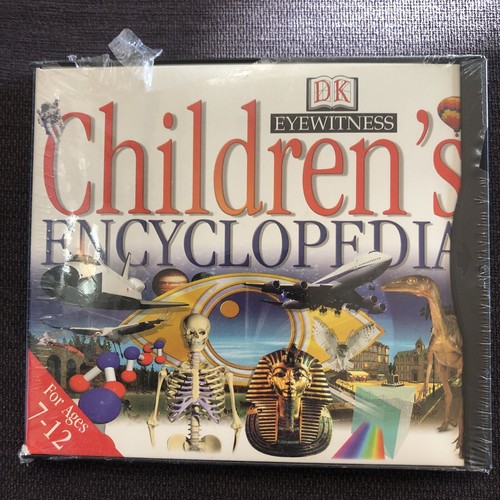 DK
EYEWITNESS
Children's
ENCYCLOPEDIA
For Ages
7-12